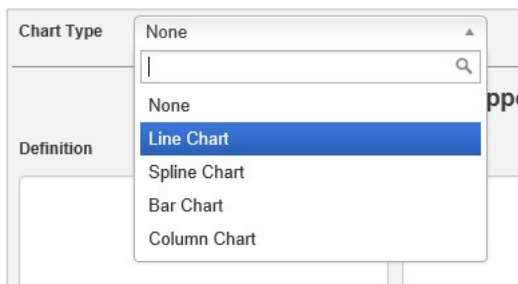 Chart Type None
None
Line Chart
Definition
Spline Chart
Bar Chart
Column Chart